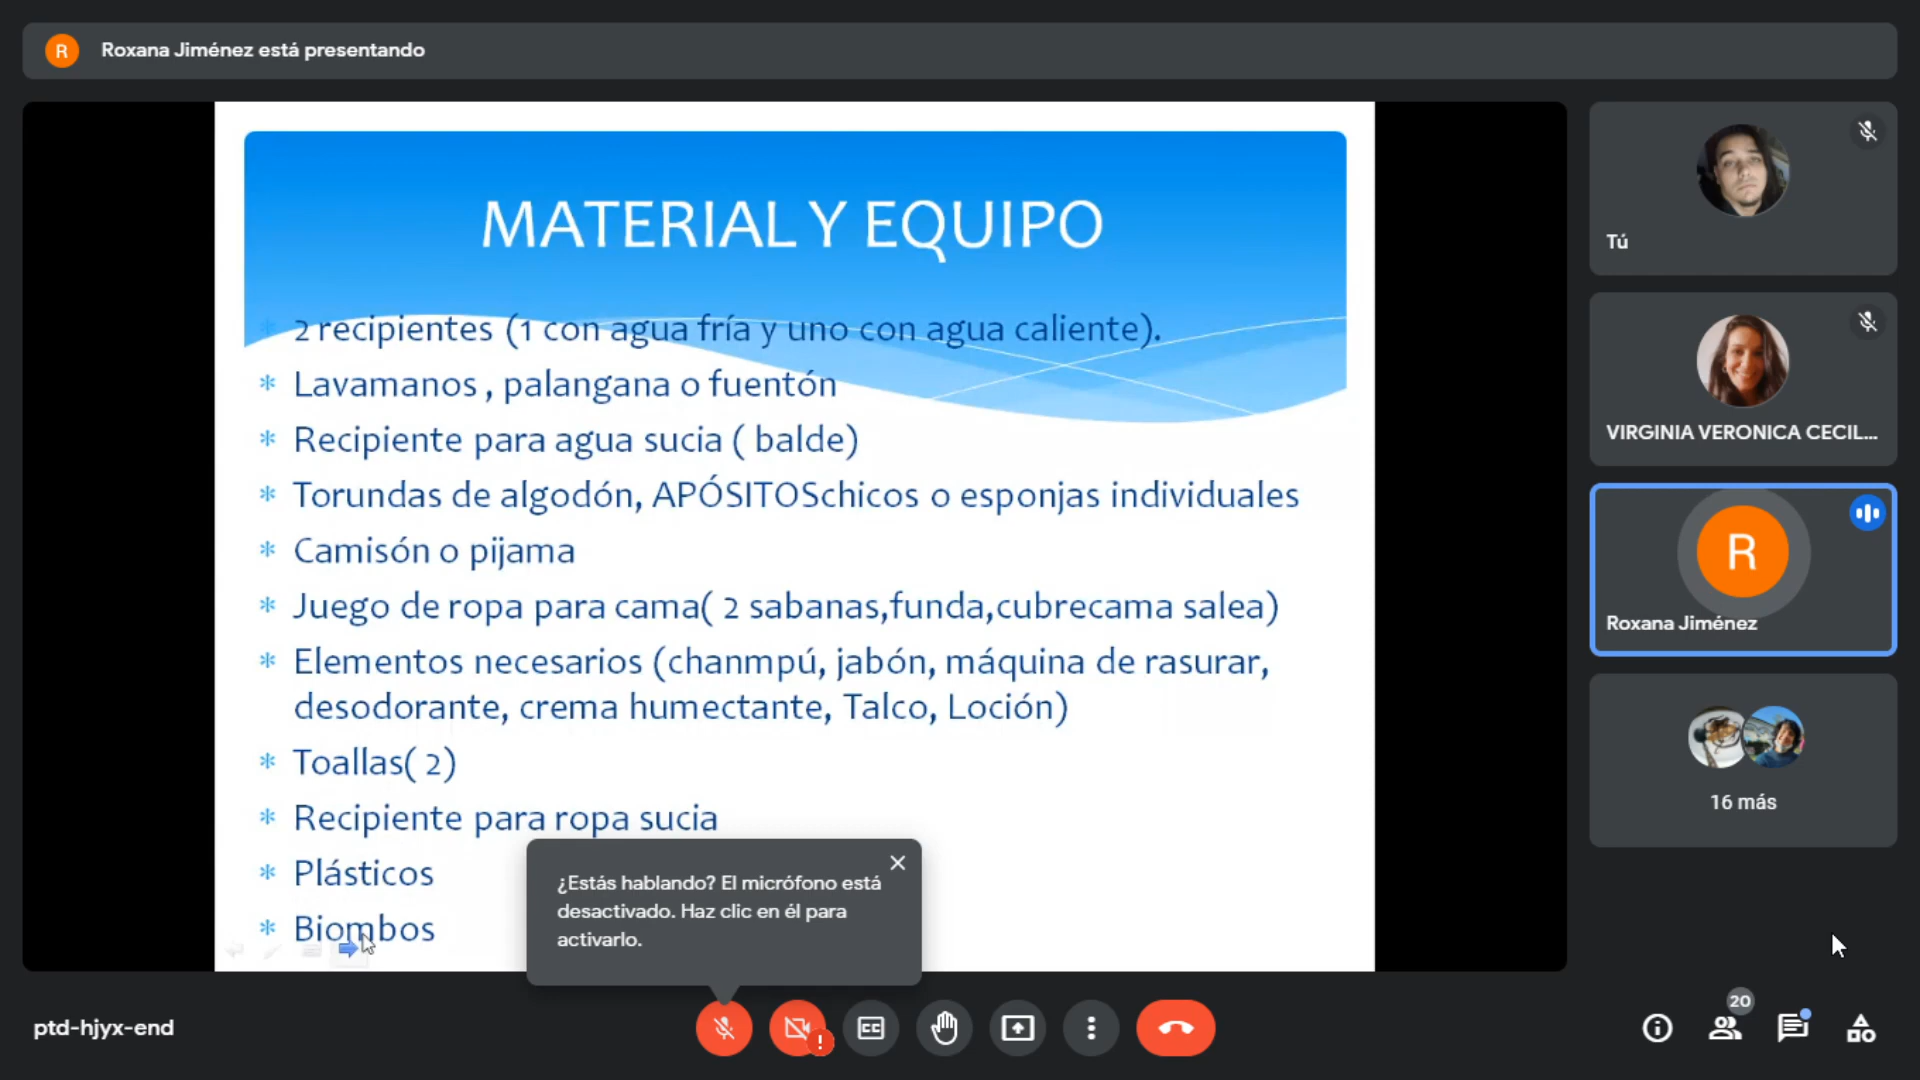 R Roxana Jiménez está presentando
MATERIAL Y EQUIPO
* 2 recipientes (1 con agua fría y uno con agua caliente).
* Lavamanos , palangana o fuentón
* Recipiente para agua sucia ( balde)
* Torundas de algodón, APÓSITOSchicos o esponjas individuales
* Camisón o pijama
* Juego de ropa para cama( 2 sabanas,funda,cubrecama salea)
* Elementos necesarios (chanmpú, jabón, máquina de rasurar,
desodorante, crema humectante, Talco, Loción)
* Toallas( 2)
* Recipiente para ropa sucia
* Plásticos
* Biombos
¿Estás hablando? El micrófono está
desactivado. Haz clic en él para
activarlo.
Tú
VIRGINIA VERONICA CECIL...
R
Roxana Jiménez
16 más
ptd-hjyx-end
!
CC
20